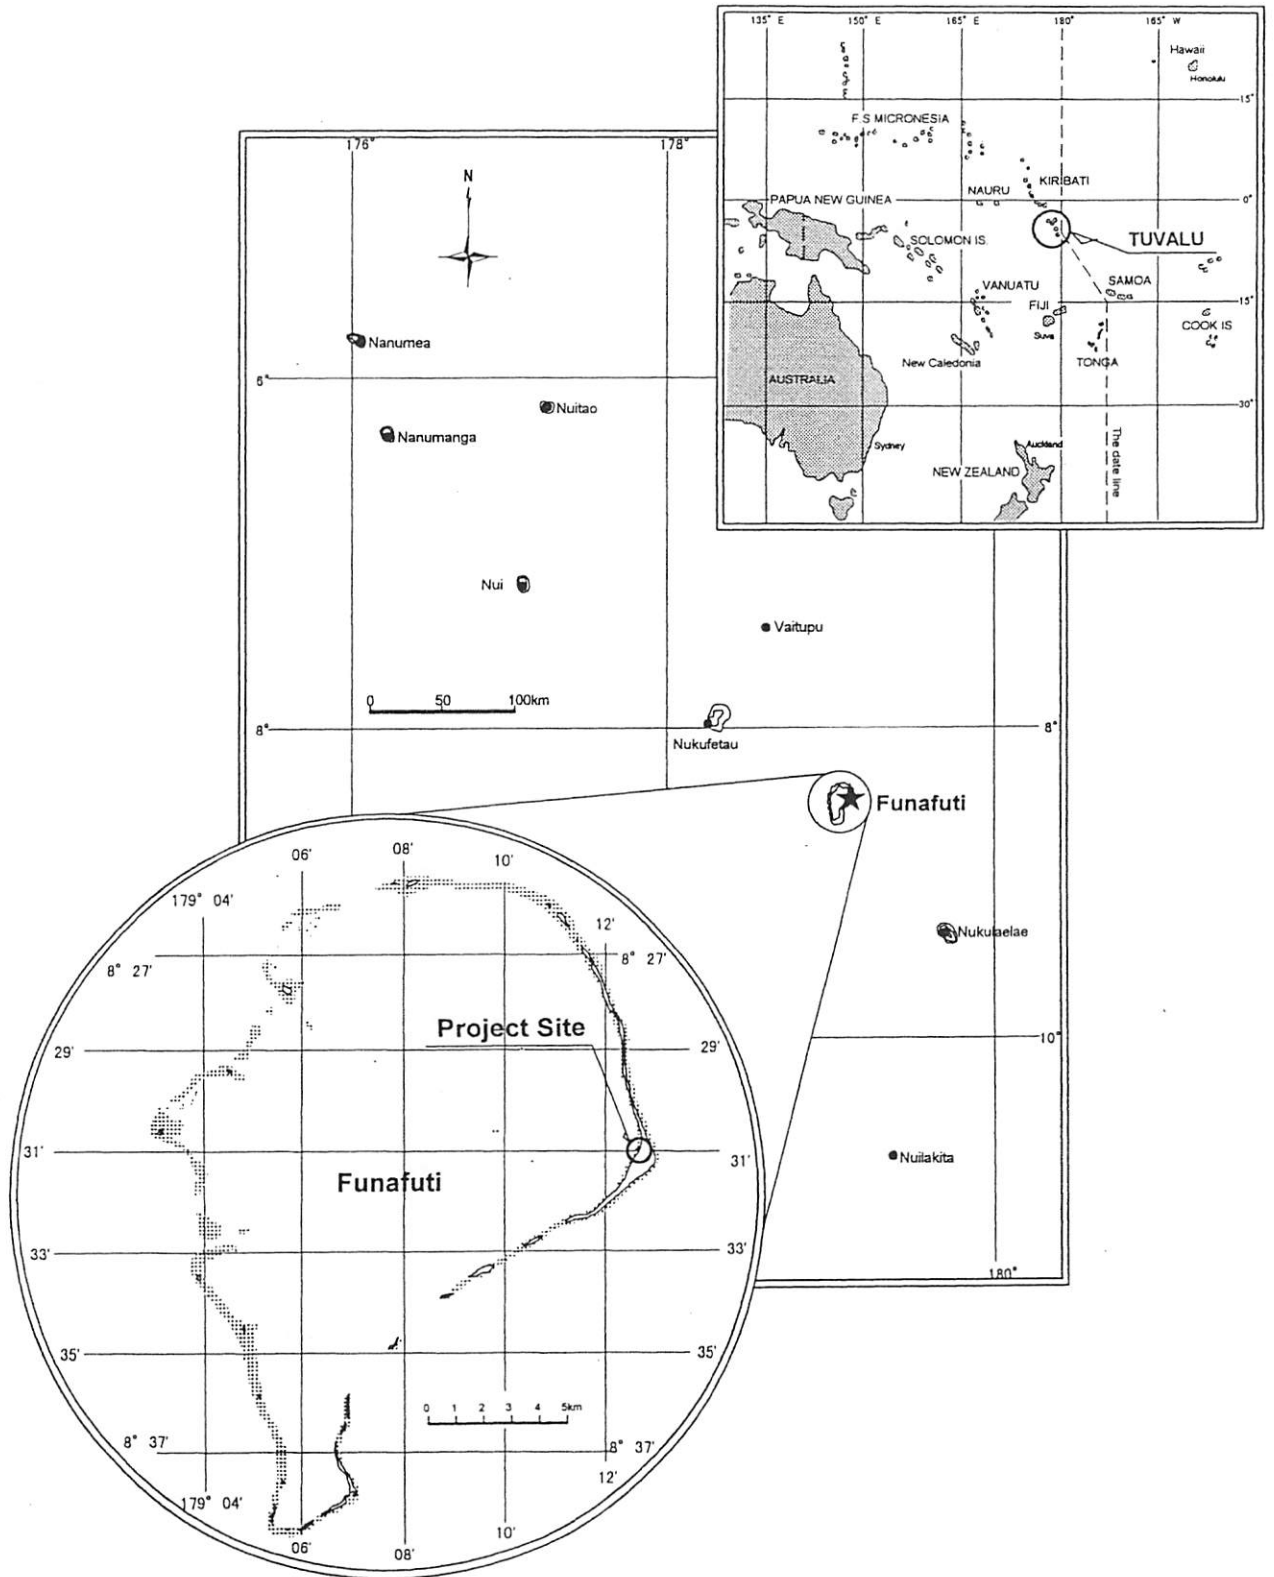 135° E 150° E 165° E 180° 165° W
Hawaii
Honolulu
15°
F.S MICRONESIA
KIRIBATI
NAURU
0°
PAPUA NEW GUINEA
SOLOMON IS.
TUVALU
SAMOA
VANUATU
FIJI
15°
Suva
COOK IS
New Caledonia
TONGA
AUSTRALIA
30°
The date line
Auckland
Sydney
NEW ZEALAND
176° 178°
N
Nanumea
6°
Nuitao
Nanumanga
Nui
Vaitupu
0 50 100km
8° 8°
Nukufetau
Funafuti
Nukulaelae
10°
Nuilakita
180°
06' 08' 10'
179° 04'
12'
8° 27' 8° 27'
Project Site
29' 29'
31' 31'
Funafuti
33' 33'
35' 35'
0 1 2 3 4 5km
8° 37' 8° 37'
12'
179° 04'
06' 08' 10'